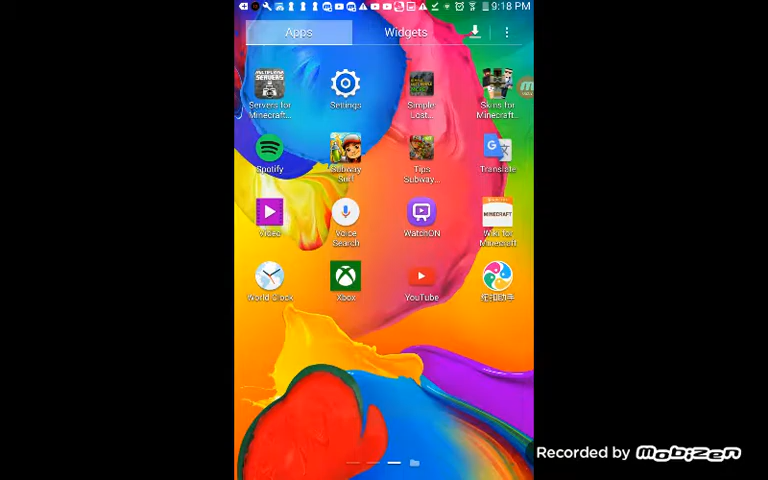 9:18 PM
Apps
Widgets
Servers for Minecraft...
Settings
Simple Lost...
Skins for Minecraft...
Spotify
Subway Surf
Tips Subway...
Translate
Video
Voice Search
WatchON
MINECRAFT
Wiki for Minecraft
World Clock
Xbox
YouTube
Recorded by Mobizen